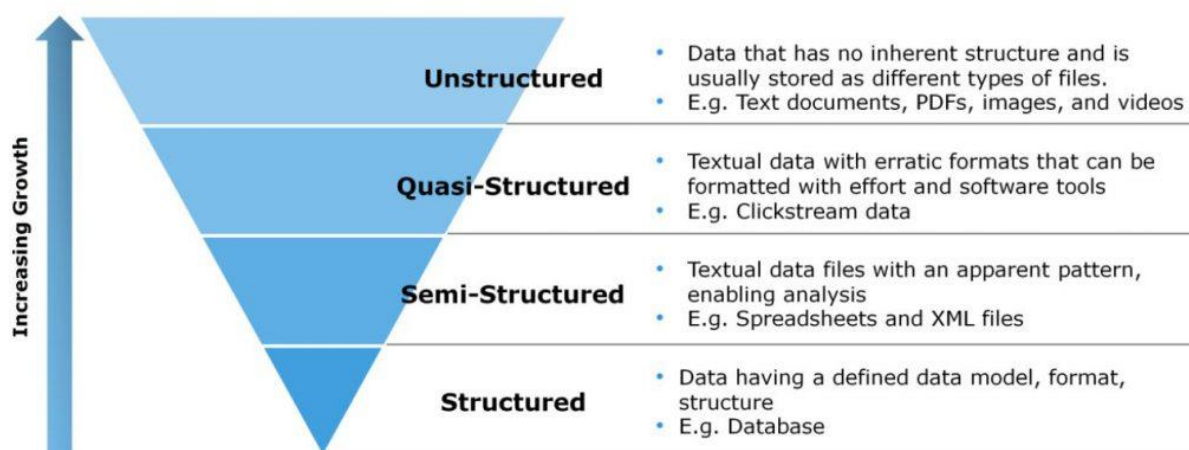 Increasing Growth
Unstructured
• Data that has no inherent structure and is
usually stored as different types of files.
• E.g. Text documents, PDFs, images, and videos
Quasi-Structured
• Textual data with erratic formats that can be
formatted with effort and software tools
• E.g. Clickstream data
Semi-Structured
• Textual data files with an apparent pattern,
enabling analysis
• E.g. Spreadsheets and XML files
Structured
• Data having a defined data model, format,
structure
• E.g. Database